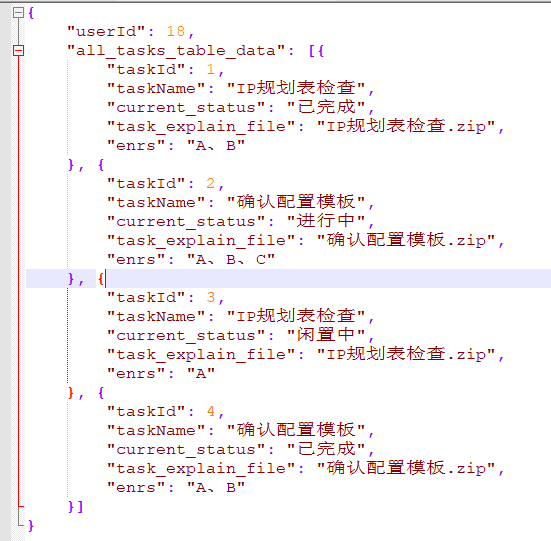 {
    "userId": 18,
    "all_tasks_table_data": [{
        "taskId": 1,
        "taskName": "IP规划表检查",
        "current_status": "已完成",
        "task_explain_file": "IP规划表检查.zip",
        "enrs": "A、B"
    }, {
        "taskId": 2,
        "taskName": "确认配置模板",
        "current_status": "进行中",
        "task_explain_file": "确认配置模板.zip",
        "enrs": "A、B、C"
    }, {
        "taskId": 3,
        "taskName": "IP规划表检查",
        "current_status": "闲置中",
        "task_explain_file": "IP规划表检查.zip",
        "enrs": "A"
    }, {
        "taskId": 4,
        "taskName": "确认配置模板",
        "current_status": "已完成",
        "task_explain_file": "确认配置模板.zip",
        "enrs": "A、B"
    }]
}